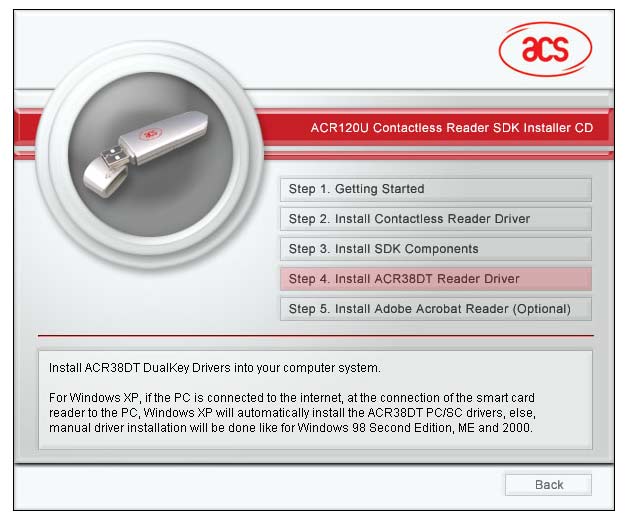 acs
ACR120U Contactless Reader SDK Installer CD
acs
Step 1. Getting Started
Step 2. Install Contactless Reader Driver
Step 3. Install SDK Components
Step 4. Install ACR38DT Reader Driver
Step 5. Install Adobe Acrobat Reader (Optional)
Install ACR38DT DualKey Drivers into your computer system.
For Windows XP, if the PC is connected to the internet, at the connection of the smart card
reader to the PC, Windows XP will automatically install the ACR38DT PC/SC drivers, else,
manual driver installation will be done like for Windows 98 Second Edition, ME and 2000.
Back